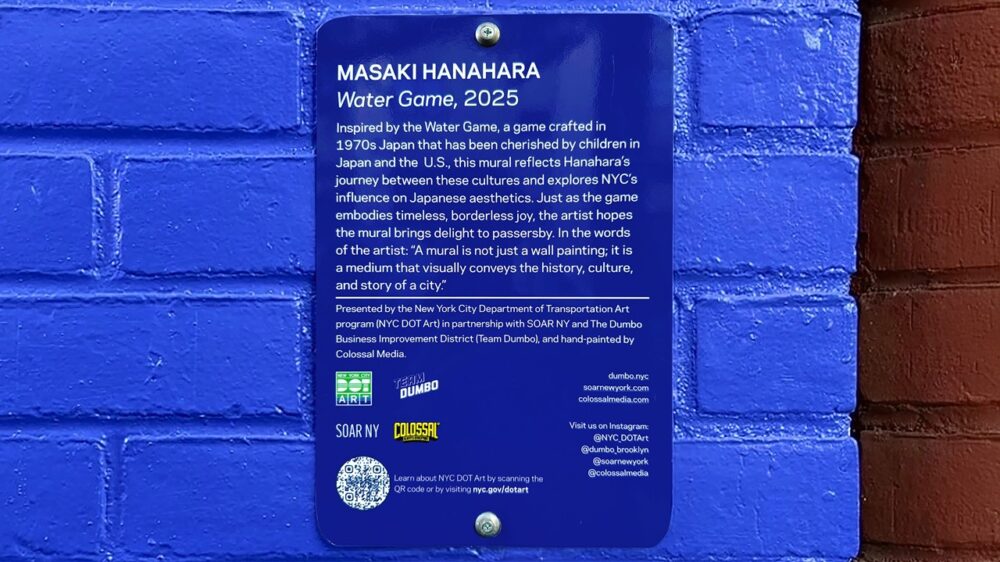 MASAKI HANAHARA
Water Game, 2025
Inspired by the Water Game, a game crafted in
1970s Japan that has been cherished by children in
Japan and the U.S., this mural reflects Hanahara's
journey between these cultures and explores NYC's
influence on Japanese aesthetics. Just as the game
embodies timeless, borderless joy, the artist hopes
the mural brings delight to passersby. In the words
of the artist: “A mural is not just a wall painting; it is
a medium that visually conveys the history, culture,
and story of a city.”
Presented by the New York City Department of Transportation Art
program (NYC DOT Art) in partnership with SOAR NY and The Dumbo
Business Improvement District (Team Dumbo), and hand-painted by
Colossal Media.
NEW YORK CITY
DOT
ART
TEAM
DUMBO
dumbo.nyc
soarnewyork.com
colossalmedia.com
SOAR NY
COLOSSAL
Visit us on Instagram:
@NYC_DOTArt
@dumbo_brooklyn
@soarnewyork
@colossalmedia
Learn about NYC DOT Art by scanning the
QR code or by visiting nyc.gov/dotart